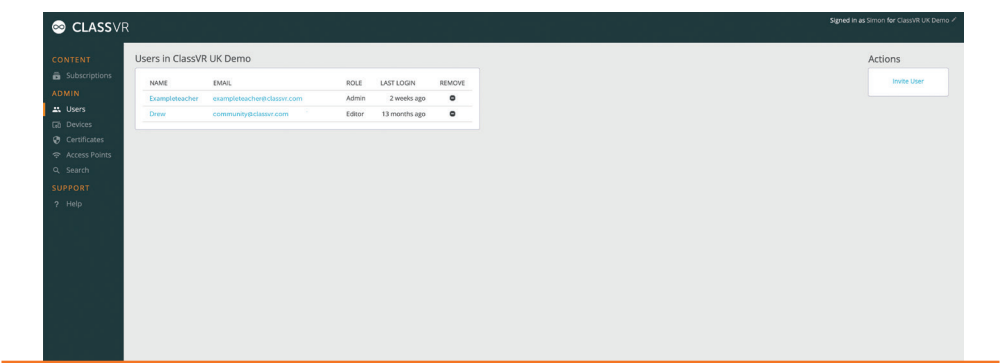 CLASSVR
Signed in as Simon for ClassVR UK Demo
CONTENT
Subscriptions
ADMIN
Users
Devices
Certificates
Access Points
Search
SUPPORT
? Help
Users in ClassVR UK Demo
NAME EMAIL ROLE LAST LOGIN REMOVE
Exampleteacher exampleteacher@classvr.com Admin 2 weeks ago
Drew community@classvr.com Editor 13 months ago
Actions
Invite User